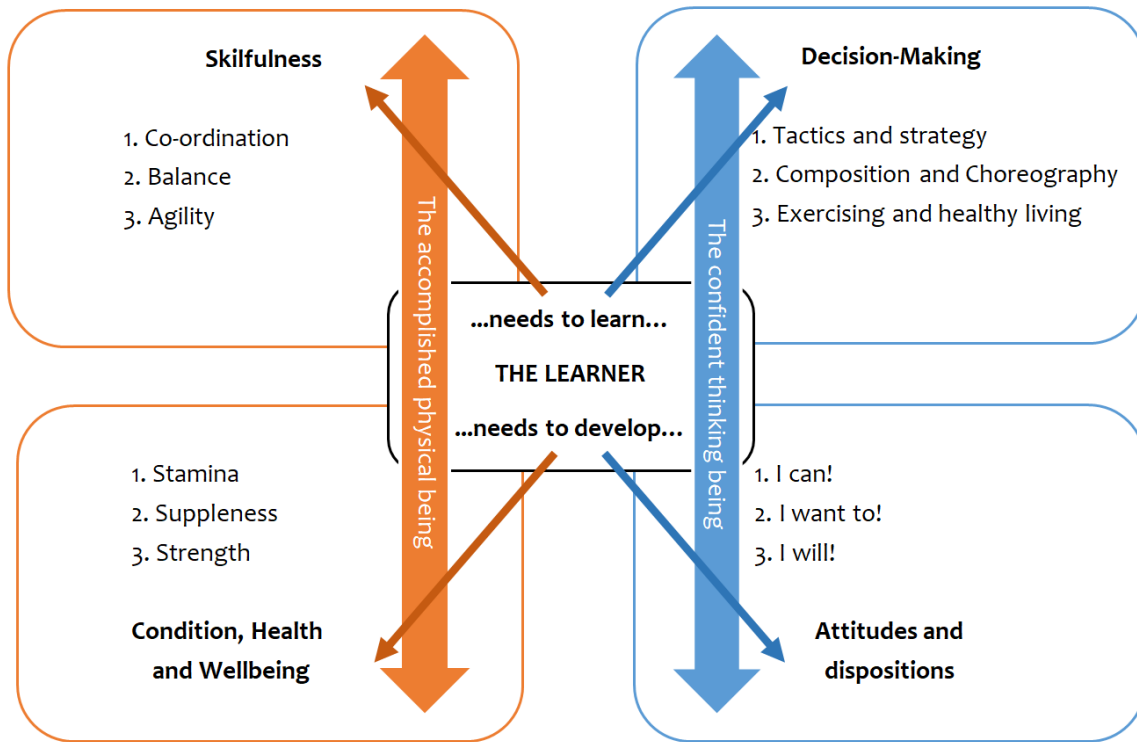 Skilfulness
1. Co-ordination
2. Balance
3. Agility
Decision-Making
1. Tactics and strategy
2. Composition and Choreography
3. Exercising and healthy living
The accomplished physical being
...needs to learn...
THE LEARNER
...needs to develop...
The confident thinking being
1. Stamina
2. Suppleness
3. Strength
Condition, Health
and Wellbeing
1. I can!
2. I want to!
3. I will!
Attitudes and
dispositions